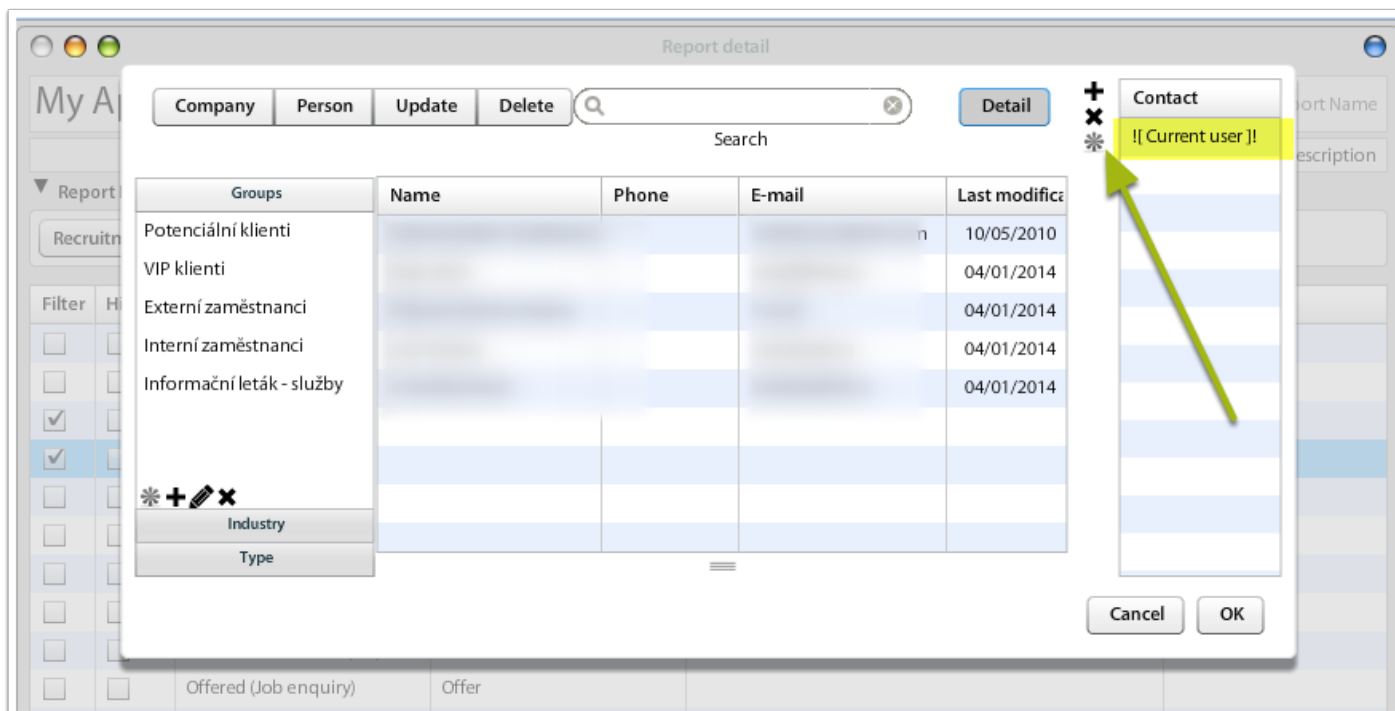 Report detail
My Ap
Company Person Update Delete
Search
Detail
Contact
![ Current user ]!
ort Name
escription
Report
Recruitm
Filter Hi
Groups
Potenciální klienti
VIP klienti
Externí zaměstnanci
Interní zaměstnanci
Informační leták - služby
Industry
Type
Name Phone E-mail Last modifica
10/05/2010
04/01/2014
04/01/2014
04/01/2014
04/01/2014
Cancel OK
Offered (Job enquiry) Offer